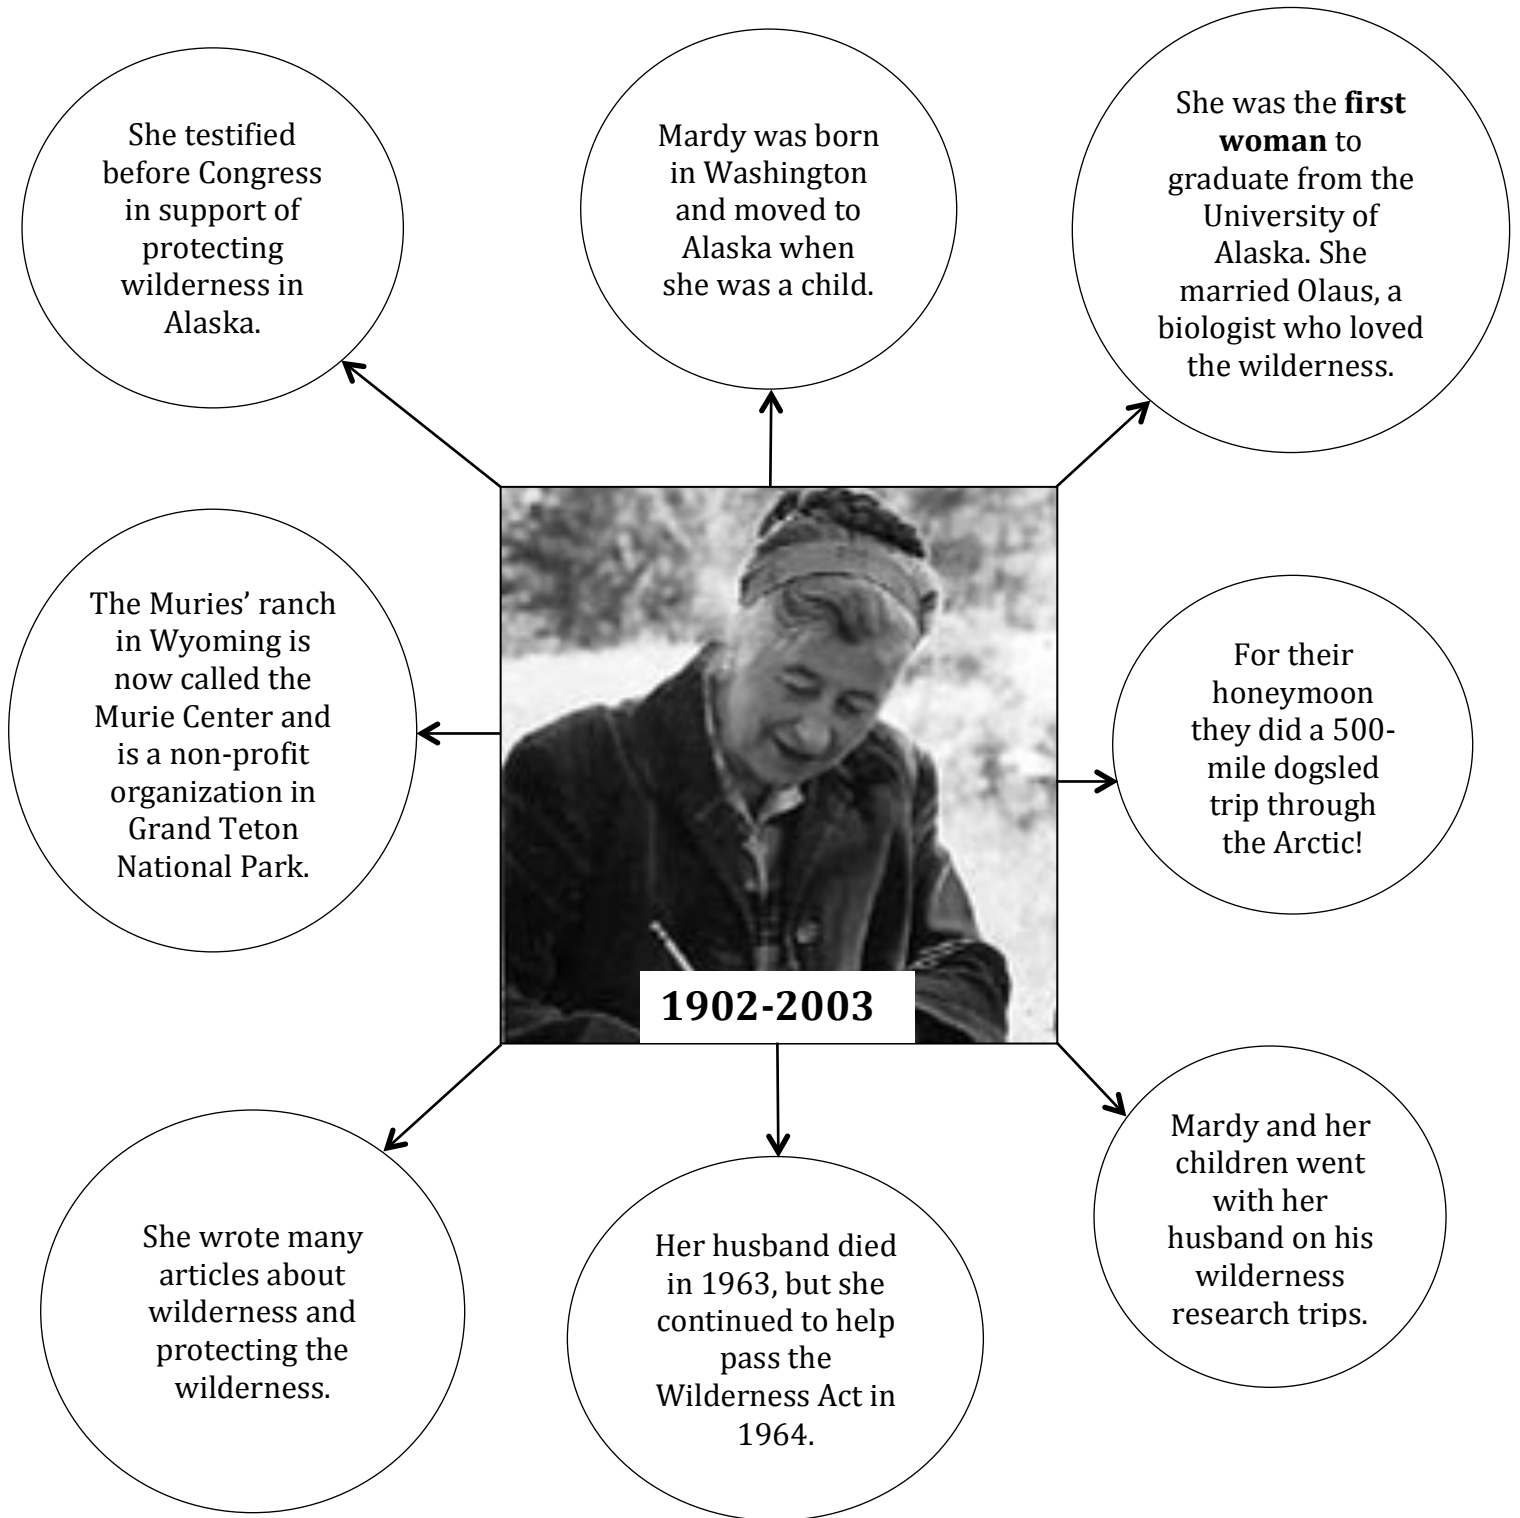 She testified
before Congress
in support of
protecting
wilderness in
Alaska.
Mardy was born
in Washington
and moved to
Alaska when
she was a child.
She was the first
woman to
graduate from the
University of
Alaska. She
married Olaus, a
biologist who loved
the wilderness.
The Muries’ ranch
in Wyoming is
now called the
Murie Center and
is a non-profit
organization in
Grand Teton
National Park.
For their
honeymoon
they did a 500-
mile dogsled
trip through
the Arctic!
1902-2003
She wrote many
articles about
wilderness and
protecting the
wilderness.
Her husband died
in 1963, but she
continued to help
pass the
Wilderness Act in
1964.
Mardy and her
children went
with her
husband on his
wilderness
research trips.